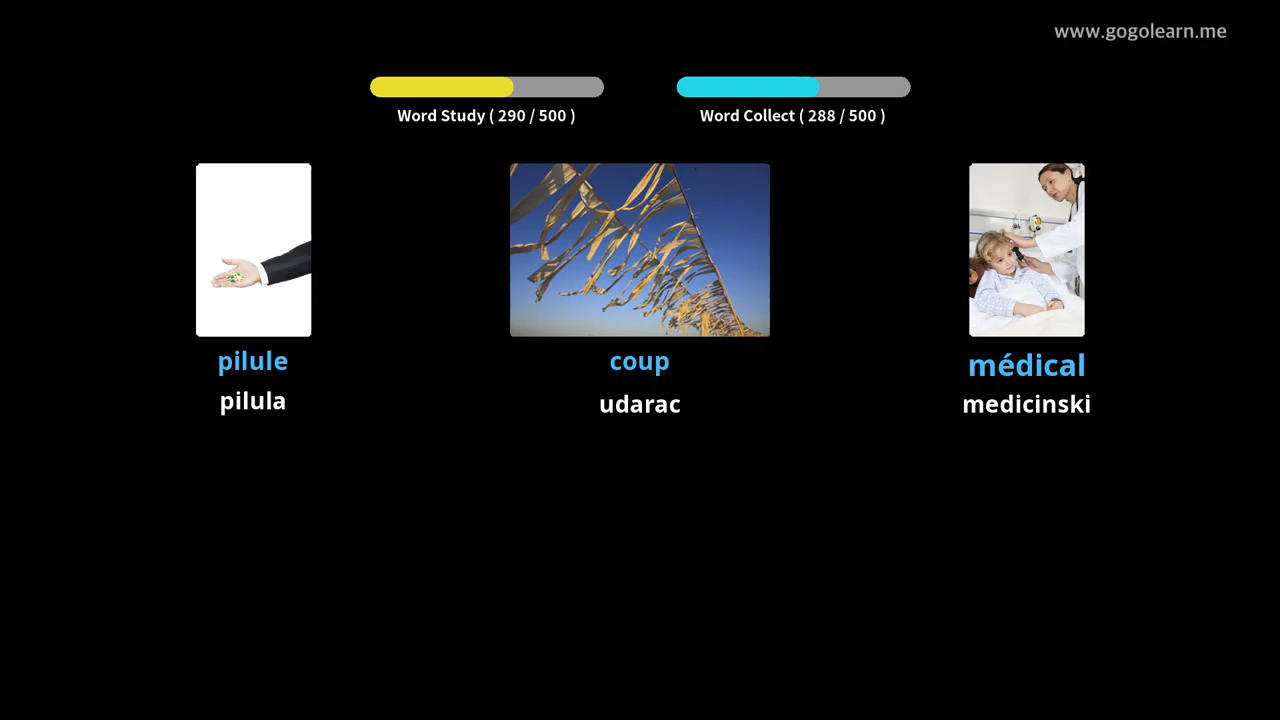 www.gogolearn.me
Word Study ( 290 / 500 )
Word Collect ( 288 / 500 )
pilule
pilula
coup
udarac
médical
medicinski